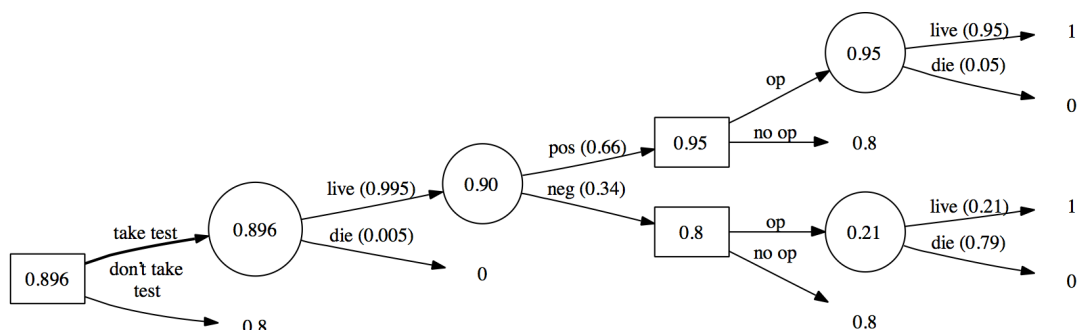 live (0.95)
1
0.95
die (0.05)
op
0
0.95
no op
0.8
pos (0.66)
live (0.995)
0.90
neg (0.34)
live (0.21)
1
take test
0.896
op
0.8
0.21
die (0.005)
no op
die (0.79)
don't take
test
0.896
0
0
0.8
0.8